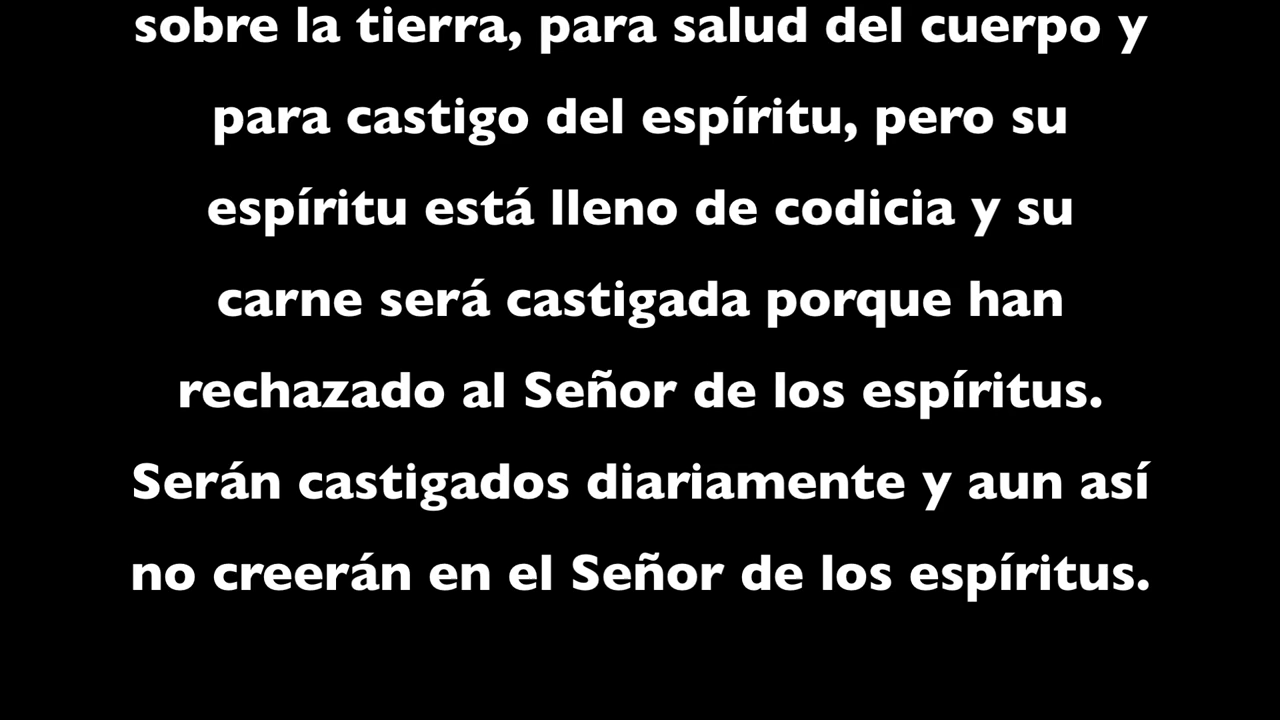 sobre la tierra, para salud del cuerpo y
para castigo del espíritu, pero su
espíritu está lleno de codicia y su
carne será castigada porque han
rechazado al Señor de los espíritus.
Serán castigados diariamente y aun así
no creerán en el Señor de los espíritus.